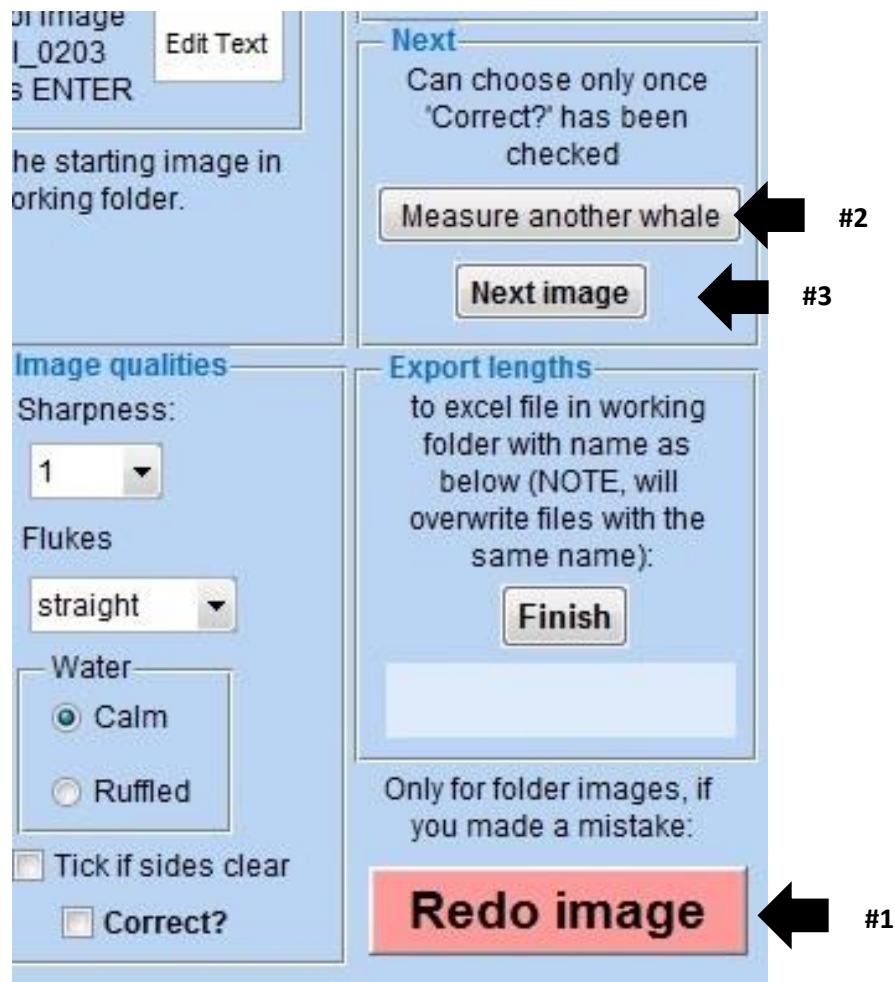 of image
_0203
ENTER
Edit Text
he starting image in
orking folder.
Next
Can choose only once
'Correct?' has been
checked
Measure another whale
#2
Next image
#3
Image qualities
Sharpness:
1
Flukes
straight
Water
Calm
Ruffled
Tick if sides clear
Correct?
Export lengths
to excel file in working
folder with name as
below (NOTE, will
overwrite files with the
same name):
Finish
Only for folder images, if
you made a mistake:
Redo image
#1